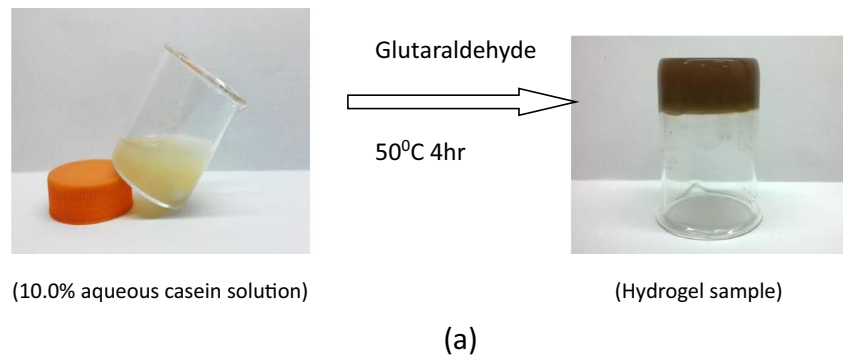 Glutaraldehyde
50⁰C 4hr
(10.0% aqueous casein solution)
(Hydrogel sample)
(a)